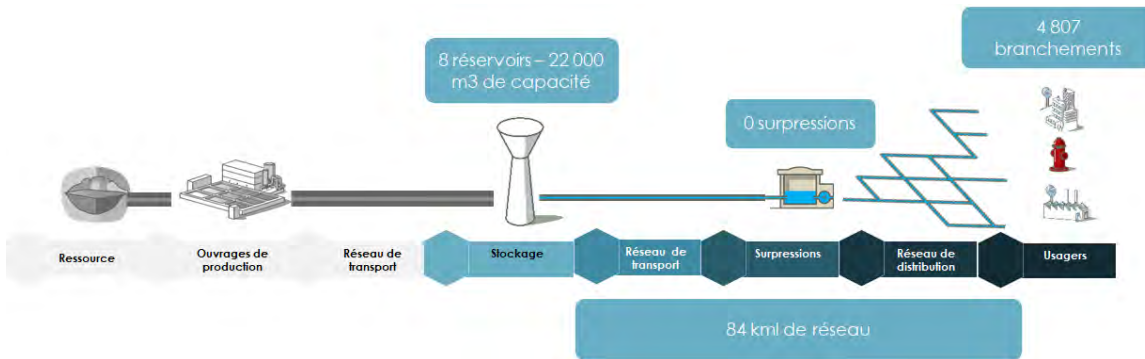 4 807
branchements
8 réservoirs – 22 000
m3 de capacité
0 surpressions
Ressource
Ouvrages de
production
Réseau de
transport
Stockage
Réseau de
transport
Surpressions
Réseau de
distribution
Usagers
84 kml de réseau